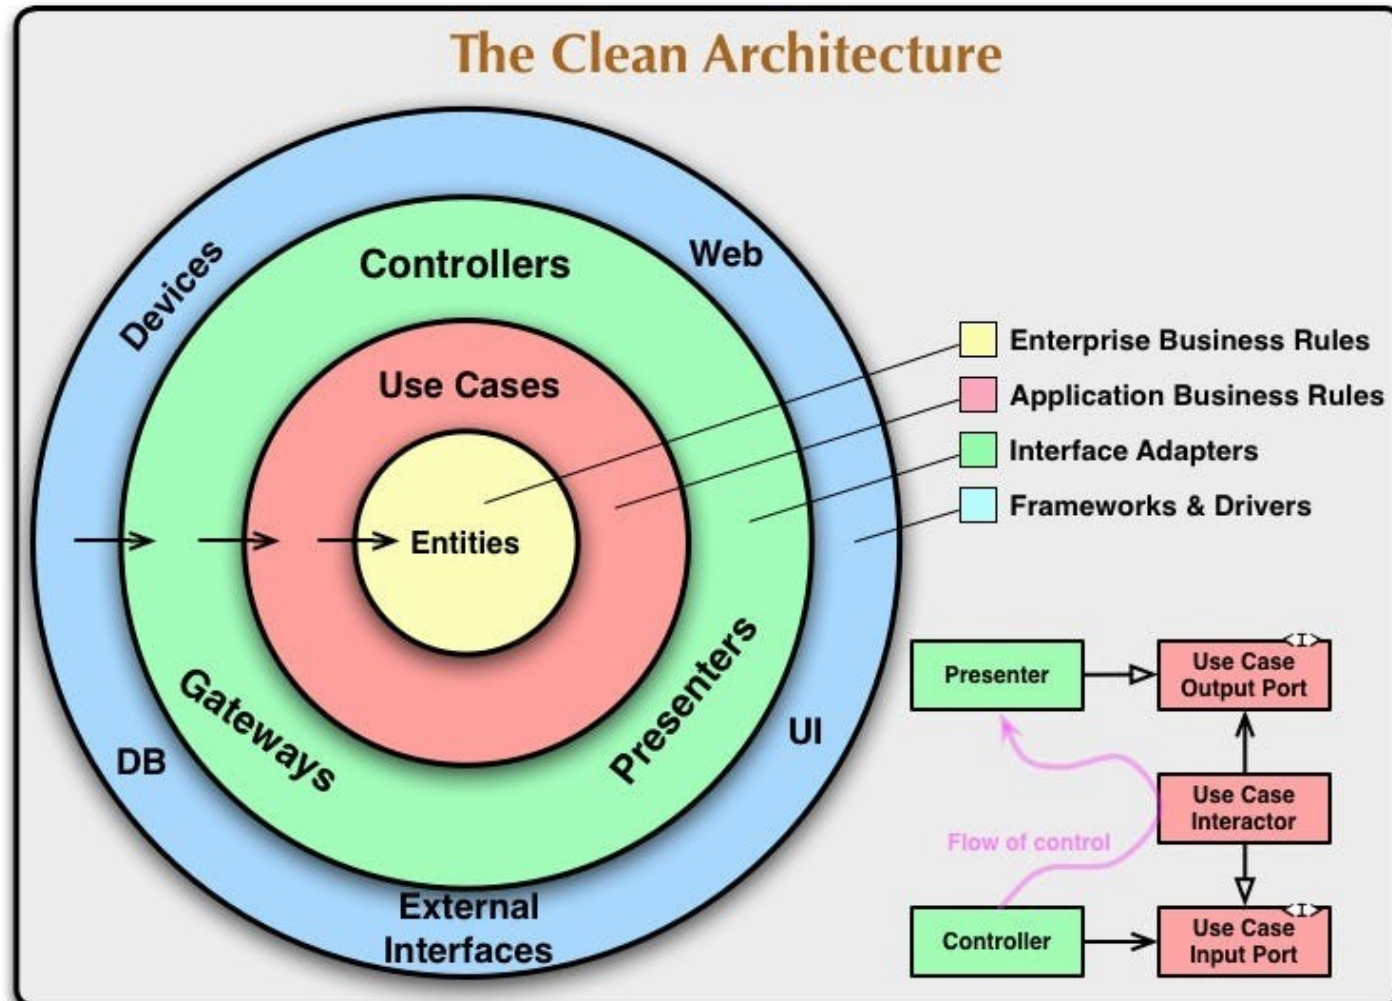 The Clean Architecture
Devices
Controllers
Web
Use Cases
Entities
Gateways
Presenters
DB
UI
External
Interfaces
Enterprise Business Rules
Application Business Rules
Interface Adapters
Frameworks & Drivers
Presenter
<I>
Use Case
Output Port
Use Case
Interactor
Flow of control
Controller
<I>
Use Case
Input Port